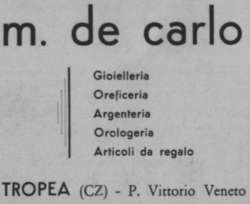 m. de carlo
Gioielleria
Oreficeria
Argenteria
Orologeria
Articoli da regalo
TROPEA (CZ) - P. Vittorio Veneto